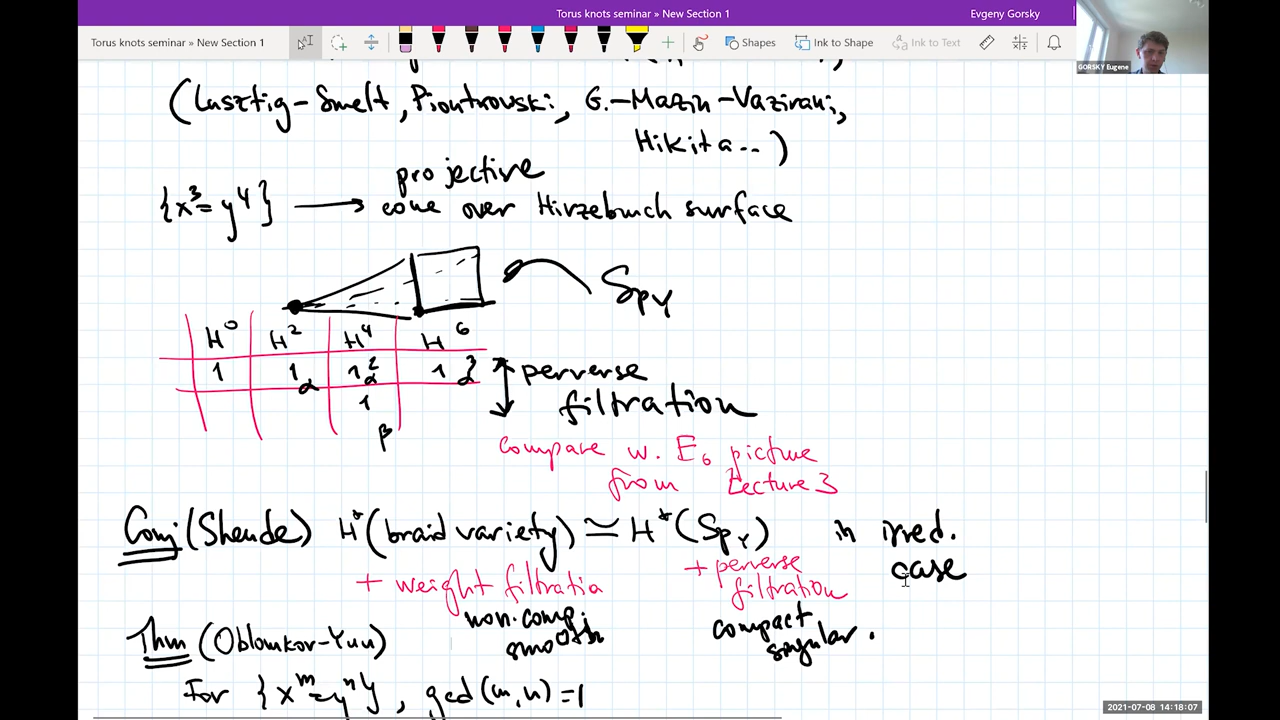 Torus knots seminar » New Section 1
Evgeny Gorsky
Torus knots seminar » New Section 1
Shapes
Ink to Shape
Ink to Text
GORSKY Eugene
(Lusztig-Smelt, Piontkovski, G.-Mazin-Vazirani,
Hikita..)
projective
{x³=y⁴} → cone over Hirzebruch surface
Sp_γ
H⁰ H² H⁴ H⁶
1 1 α 1 α² 1 α³ perverse
1 filtration
β
compare w. E₆ picture
from Lecture 3
Conj (Shende) H*(braid variety) ≃ H*(Sp_γ) in irred.
case
+ weight filtratia + perverse
filtration
non-comp, compact
smooth singular.
Thm (Oblomkov-Yun)
For {x^m=y^n}, gcd(m,n)=1
2021-07-08 14:18:07